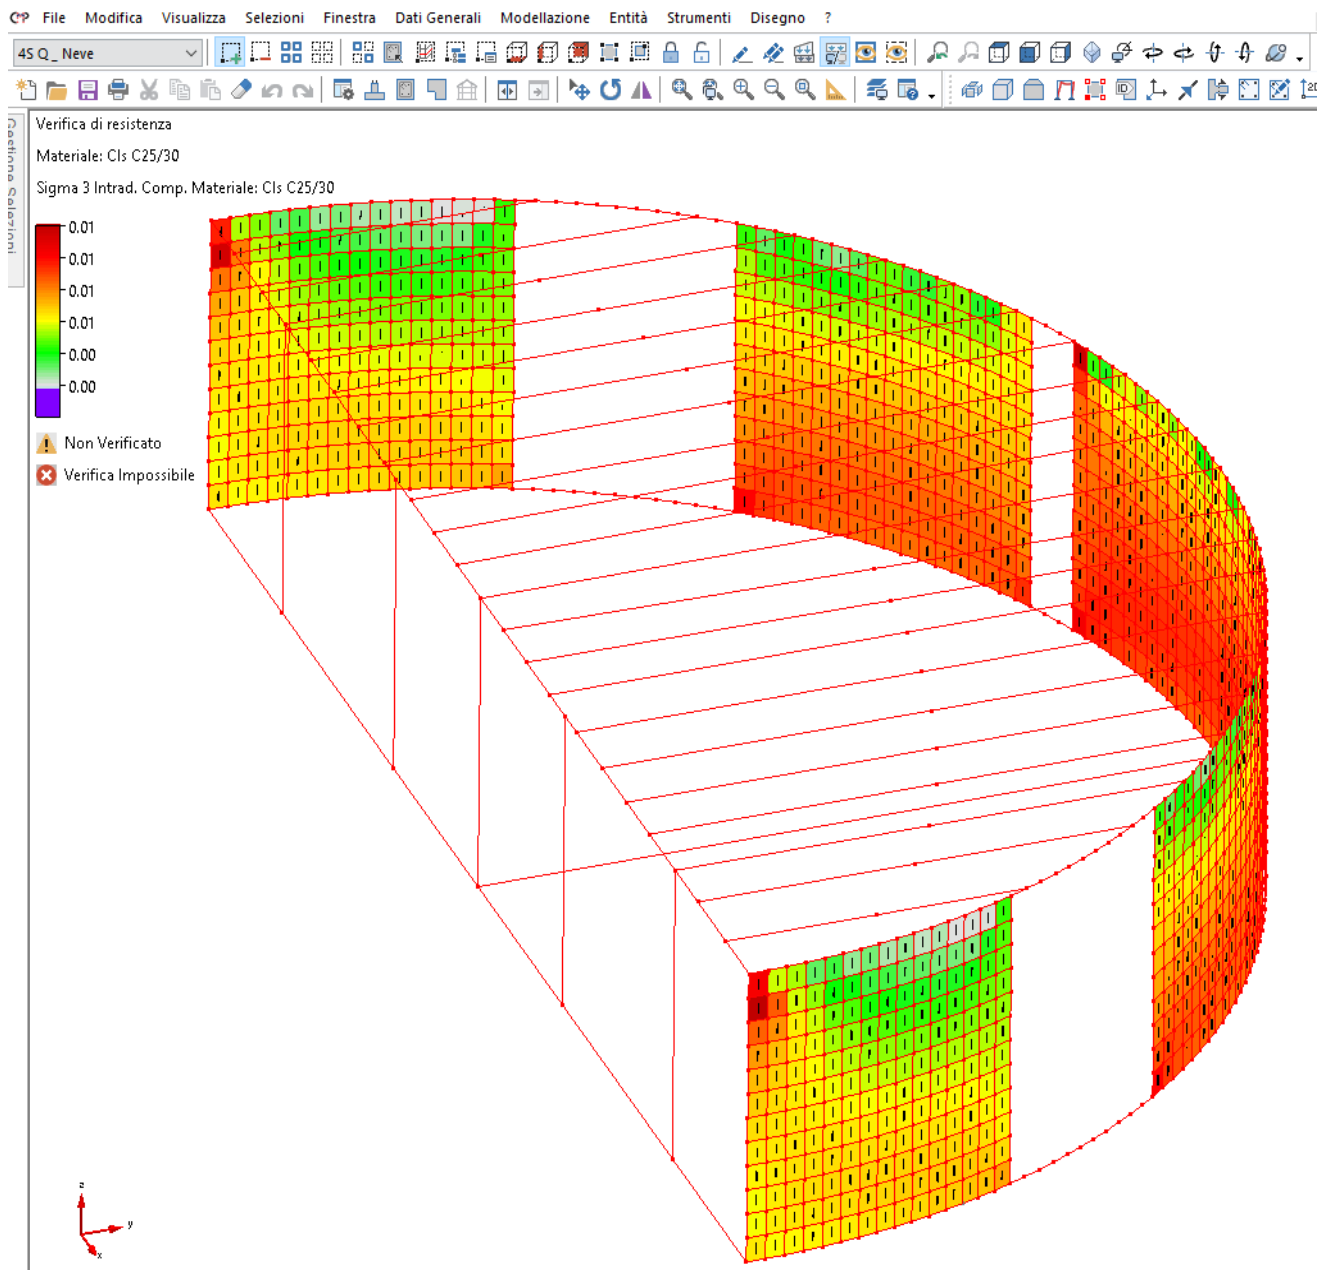 File Modifica Visualizza Selezioni Finestra Dati Generali Modellazione Entità Strumenti Disegno ?
4S Q_ Neve
Gestione Selezioni
Verifica di resistenza
Materiale: Cls C25/30
Sigma 3 Intrad. Comp. Materiale: Cls C25/30
0.01
0.01
0.01
0.01
0.00
0.00
Non Verificato
Verifica Impossibile
z
y
x